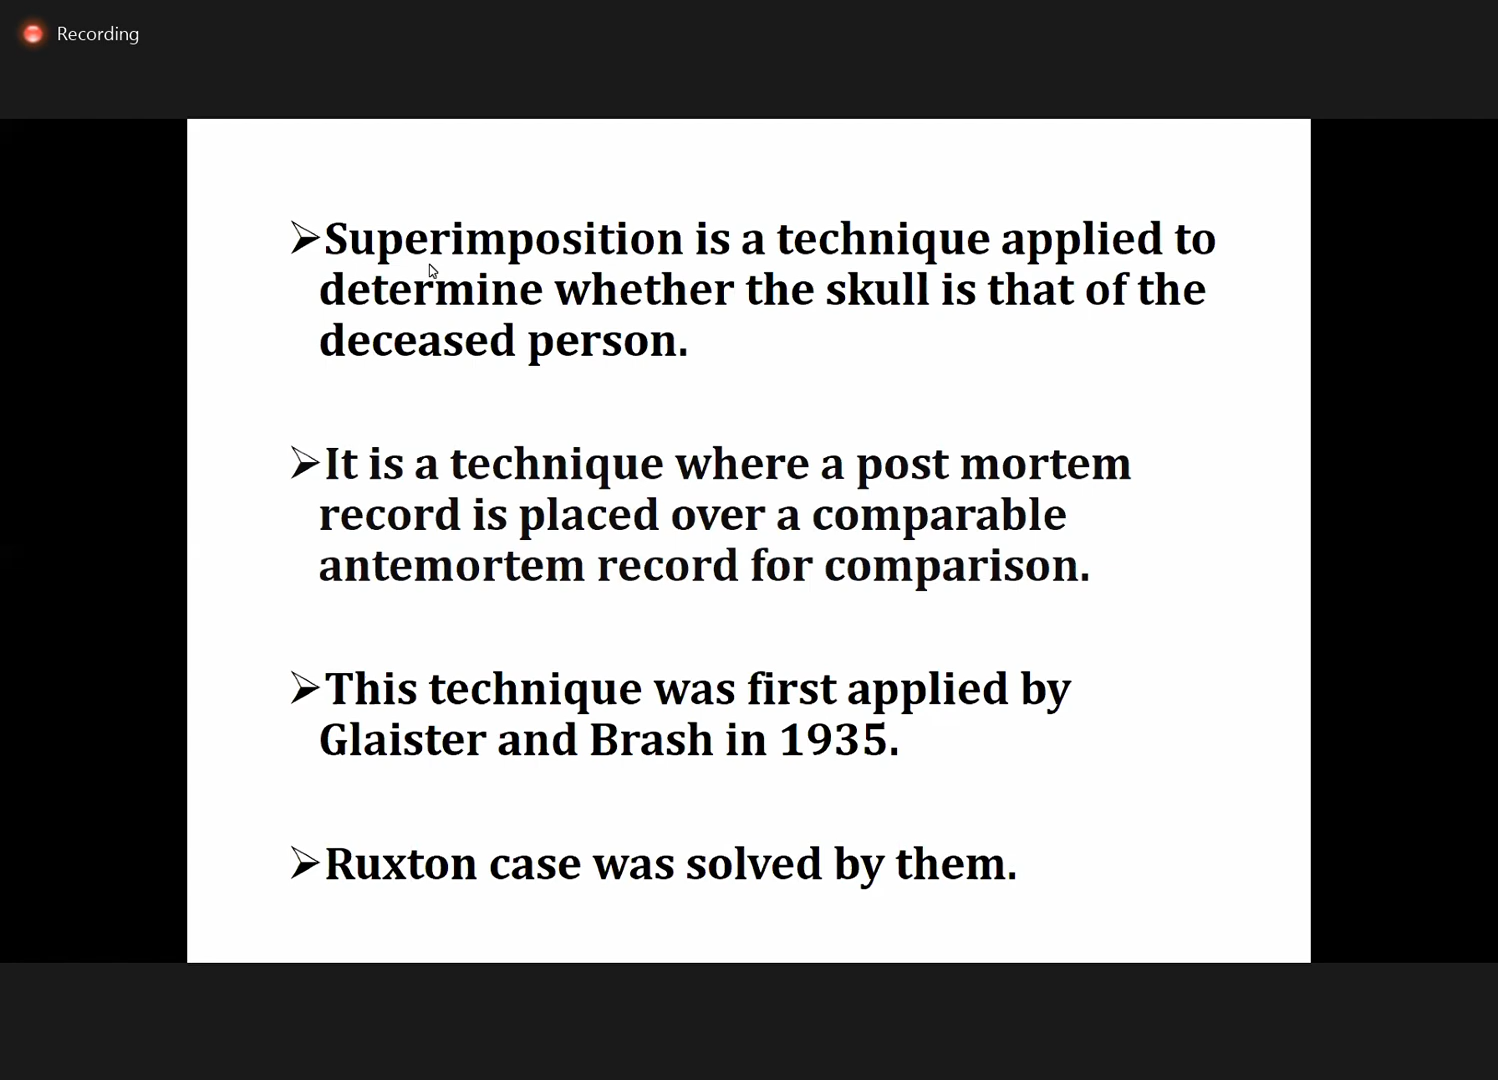 Recording
➢Superimposition is a technique applied to
determine whether the skull is that of the
deceased person.
➢It is a technique where a post mortem
record is placed over a comparable
antemortem record for comparison.
➢This technique was first applied by
Glaister and Brash in 1935.
➢Ruxton case was solved by them.